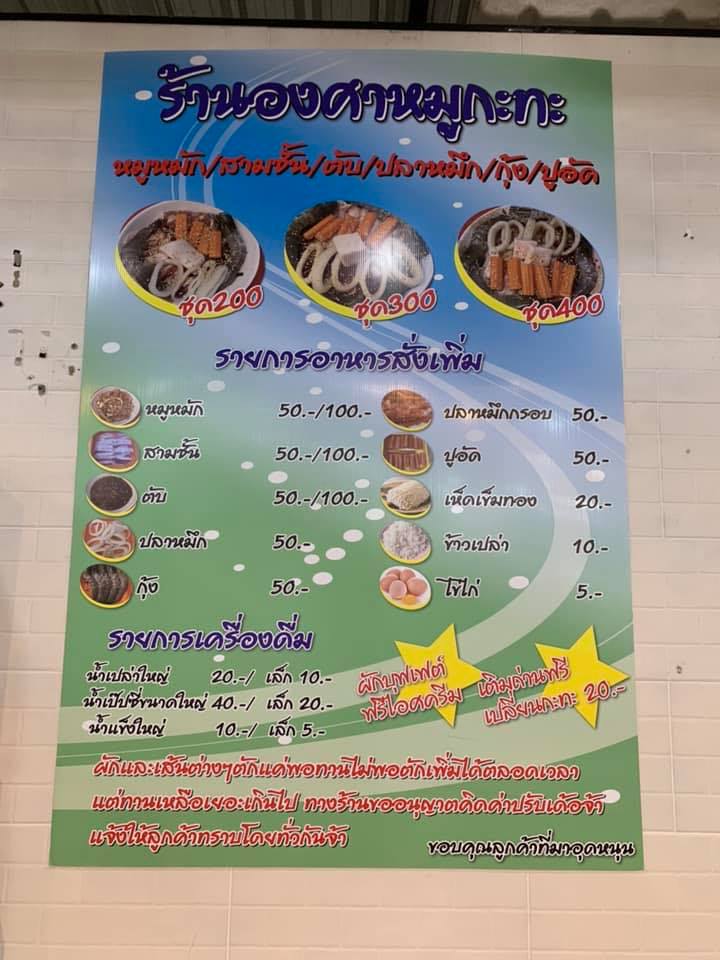 ร้านองศาหมูกะทะ
หมูหมัก/สามชั้น/ตับ/ปลาหมึก/กุ้ง/ปูอัด
ชุด200
ชุด300
ชุด400
รายการอาหารสั่งเพิ่ม
หมูหมัก 50.-/100.-
สามชั้น 50.-/100.-
ตับ 50.-/100.-
ปลาหมึก 50.-
กุ้ง 50.-
ปลาหมึกกรอบ 50.-
ปูอัด 50.-
เห็ดเข็มทอง 20.-
ข้าวเปล่า 10.-
ไข่ไก่ 5.-
รายการเครื่องดื่ม
น้ำเปล่าใหญ่ 20.-/ เล็ก 10.-
น้ำเป๊ปซี่ขนาดใหญ่ 40.-/ เล็ก 20.-
น้ำแข็งใหญ่ 10.-/ เล็ก 5.-
ผักบุฟเฟต์
ฟรีไอศครีม
เติมถ่านฟรี
เปลี่ยนกะทะ 20.-
ผักและเส้นต่างๆตักแค่พอทานไม่พอตักเพิ่มได้ตลอดเวลา
แต่ทานเหลือเยอะเกินไป ทางร้านขออนุญาตคิดค่าปรับเด้อจ้า
แจ้งให้ลูกค้าทราบโดยทั่วกันจ้า
ขอบคุณลูกค้าที่มาอุดหนุน